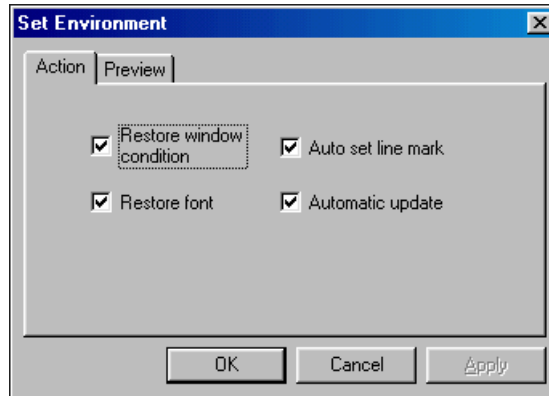 Set Environment
Action
Preview
Restore window
condition
Auto set line mark
Restore font
Automatic update
OK
Cancel
Apply